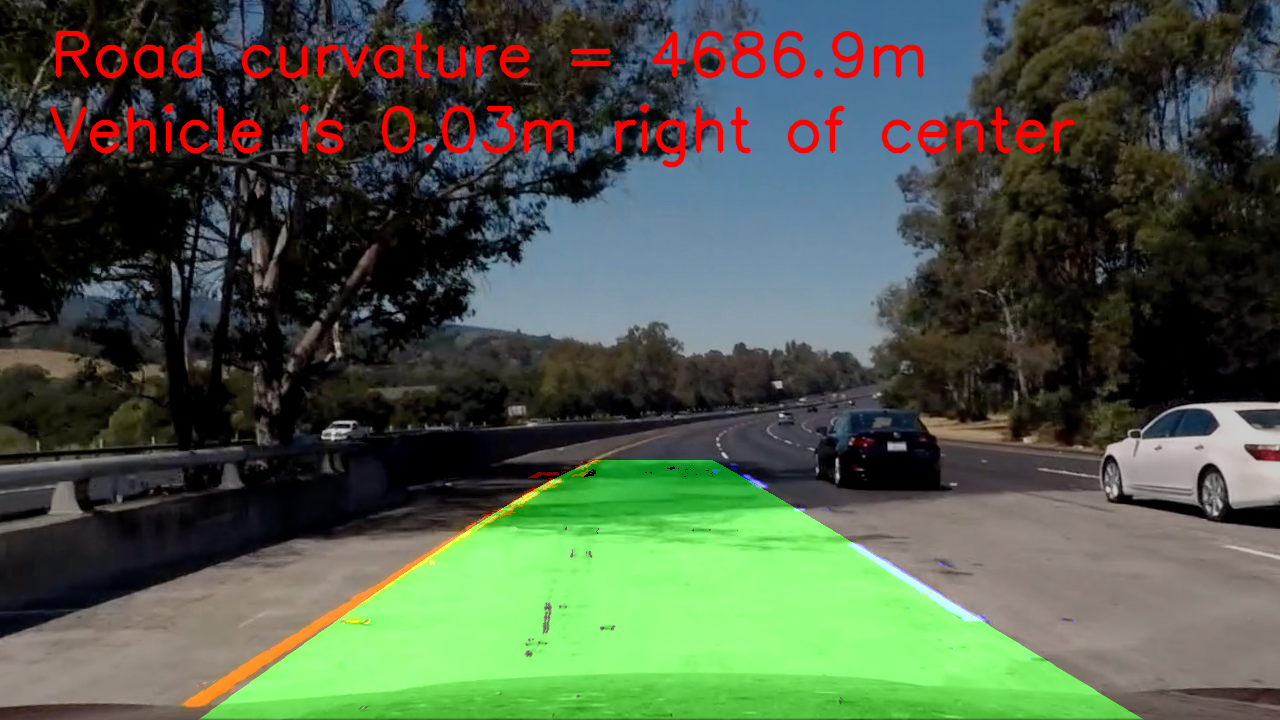 Road curvature = 4686.9m
Vehicle is 0.03m right of center